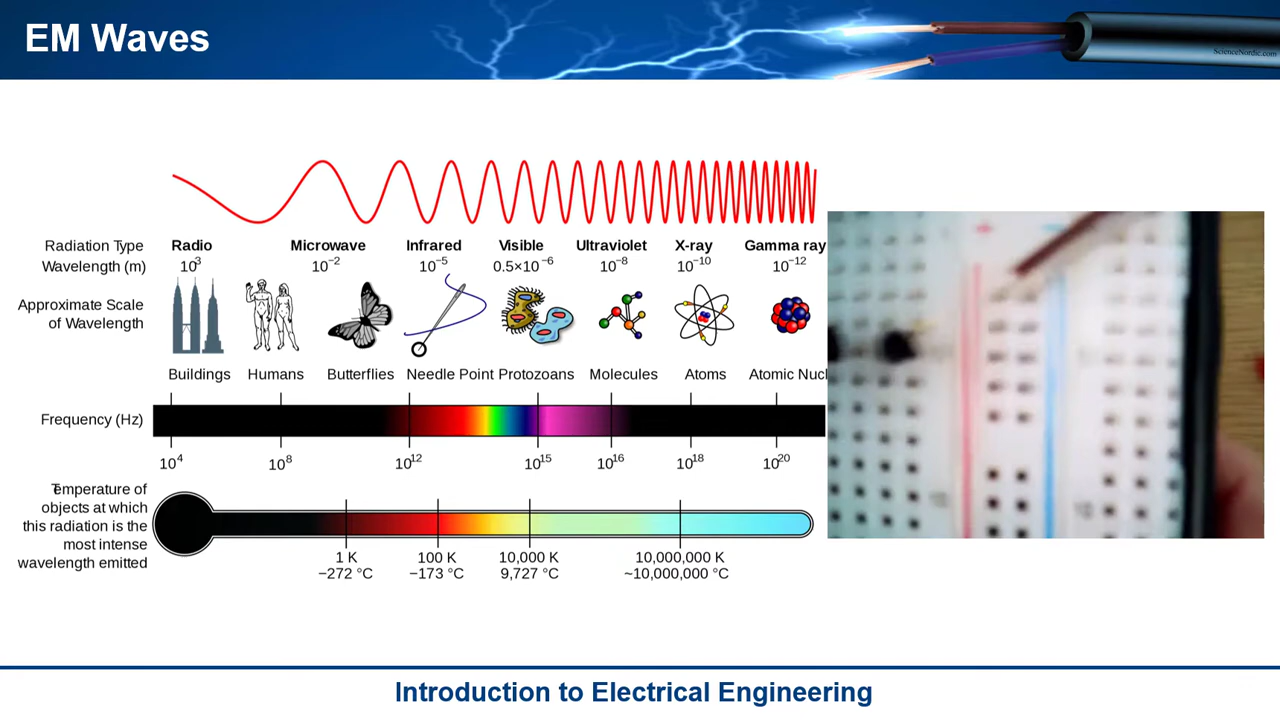 EM Waves
ScienceNordic.com
Radiation Type Radio Microwave Infrared Visible Ultraviolet X-ray Gamma ray
Wavelength (m) 10³ 10⁻² 10⁻⁵ 0.5×10⁻⁶ 10⁻⁸ 10⁻¹⁰ 10⁻¹²
Approximate Scale
of Wavelength
Buildings Humans Butterflies Needle Point Protozoans Molecules Atoms Atomic Nucl
Frequency (Hz)
10⁴ 10⁸ 10¹² 10¹⁵ 10¹⁶ 10¹⁸ 10²⁰
Temperature of
objects at which
this radiation is the
most intense
wavelength emitted
1 K 100 K 10,000 K 10,000,000 K
−272 °C −173 °C 9,727 °C ~10,000,000 °C
Introduction to Electrical Engineering